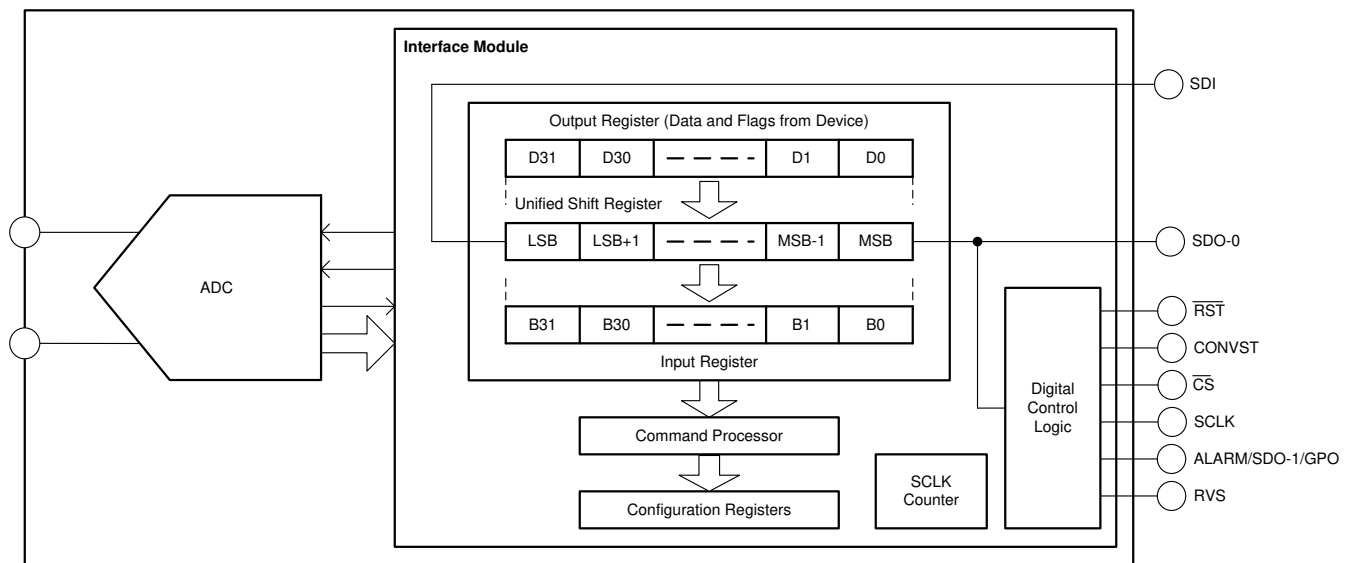 Interface Module
SDI
Output Register (Data and Flags from Device)
D31 D30 D1 D0
Unified Shift Register
LSB LSB+1 MSB-1 MSB
SDO-0
ADC
B31 B30 B1 B0
Input Register
RST
CONVST
CS
SCLK
ALARM/SDO-1/GPO
RVS
Digital
Control
Logic
Command Processor
SCLK
Counter
Configuration Registers